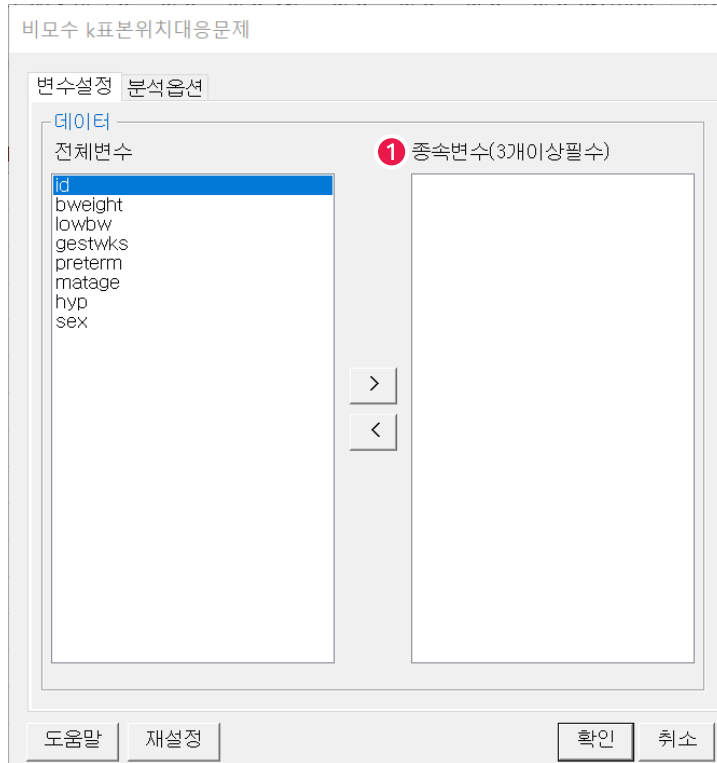 비모수 k표본위치대응문제
변수설정 분석옵션
데이터
전체변수
1 종속변수(3개이상필수)
id
bweight
lowbw
gestwks
preterm
matage
hyp
sex
>
<
도움말 재설정 확인 취소